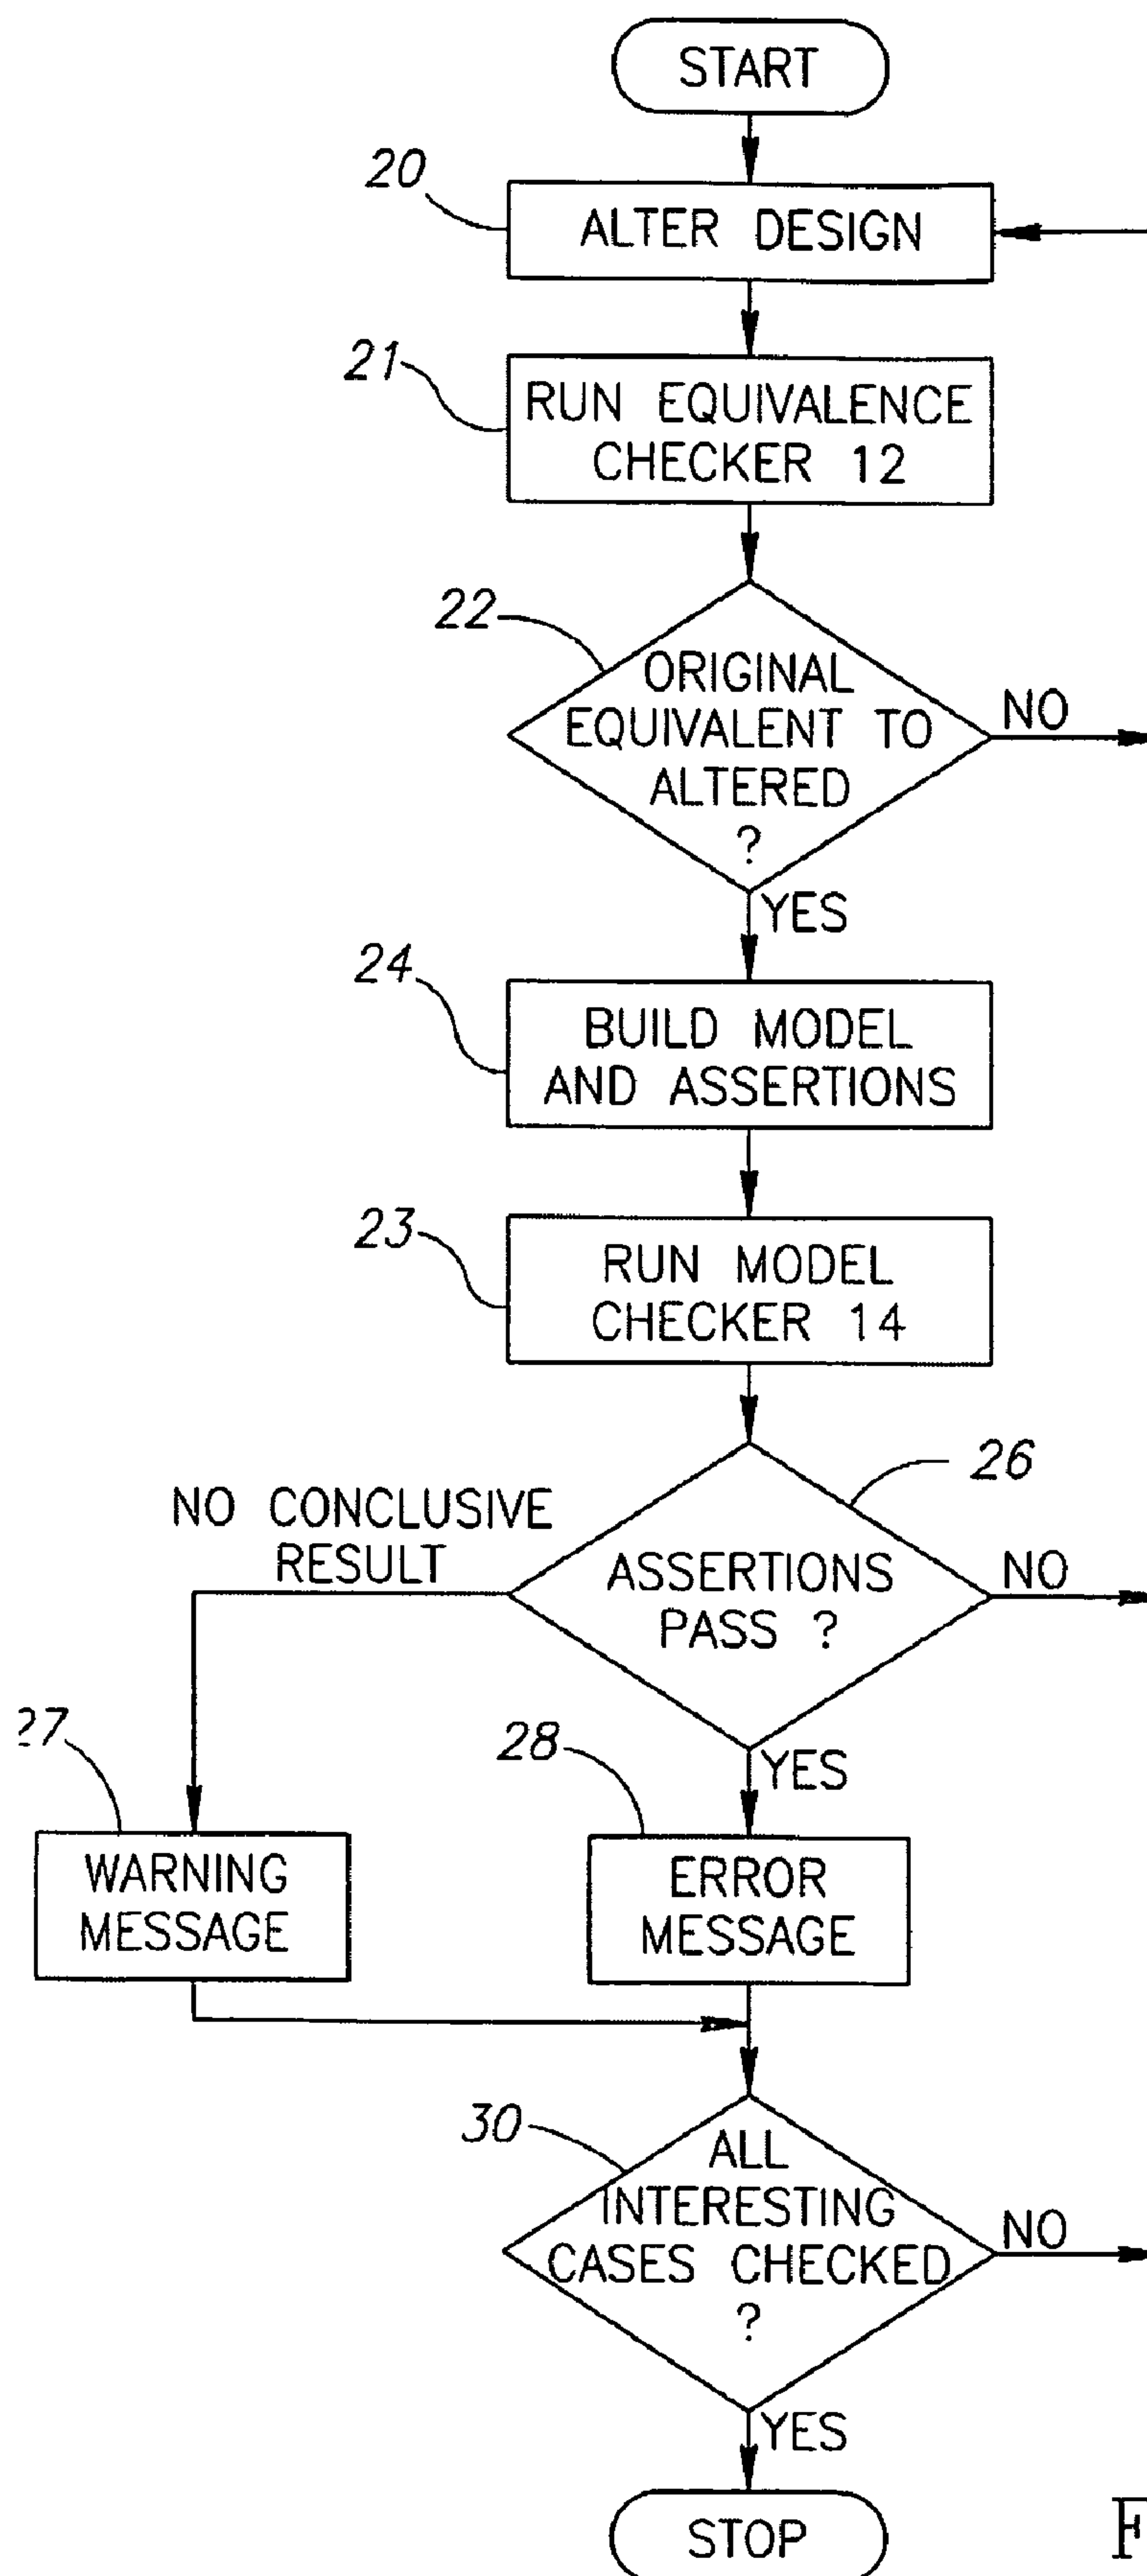 START
20
ALTER DESIGN
21
RUN EQUIVALENCE
CHECKER 12
22
ORIGINAL
EQUIVALENT TO
ALTERED
?
NO
YES
24
BUILD MODEL
AND ASSERTIONS
23
RUN MODEL
CHECKER 14
26
NO CONCLUSIVE
RESULT
ASSERTIONS
PASS ?
NO
YES
27
28
WARNING
MESSAGE
ERROR
MESSAGE
30
ALL
INTERESTING
CASES CHECKED
?
NO
YES
STOP
F